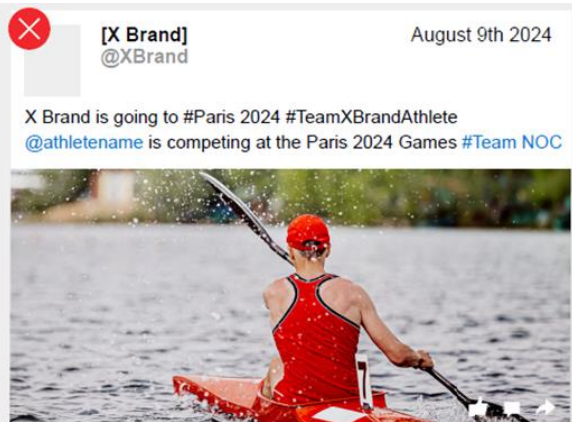 [X Brand]
August 9th 2024
@XBrand
X Brand is going to #Paris 2024 #TeamXBrandAthlete
@athletename is competing at the Paris 2024 Games #Team NOC